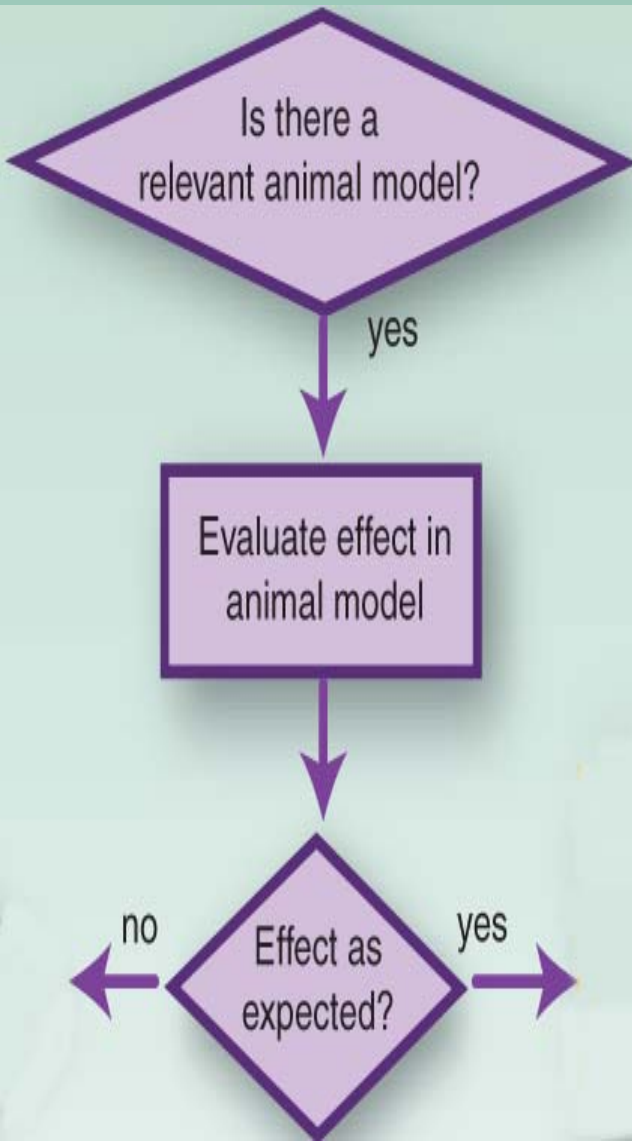 Is there a
relevant animal model?
yes
Evaluate effect in
animal model
no
yes
Effect as
expected?